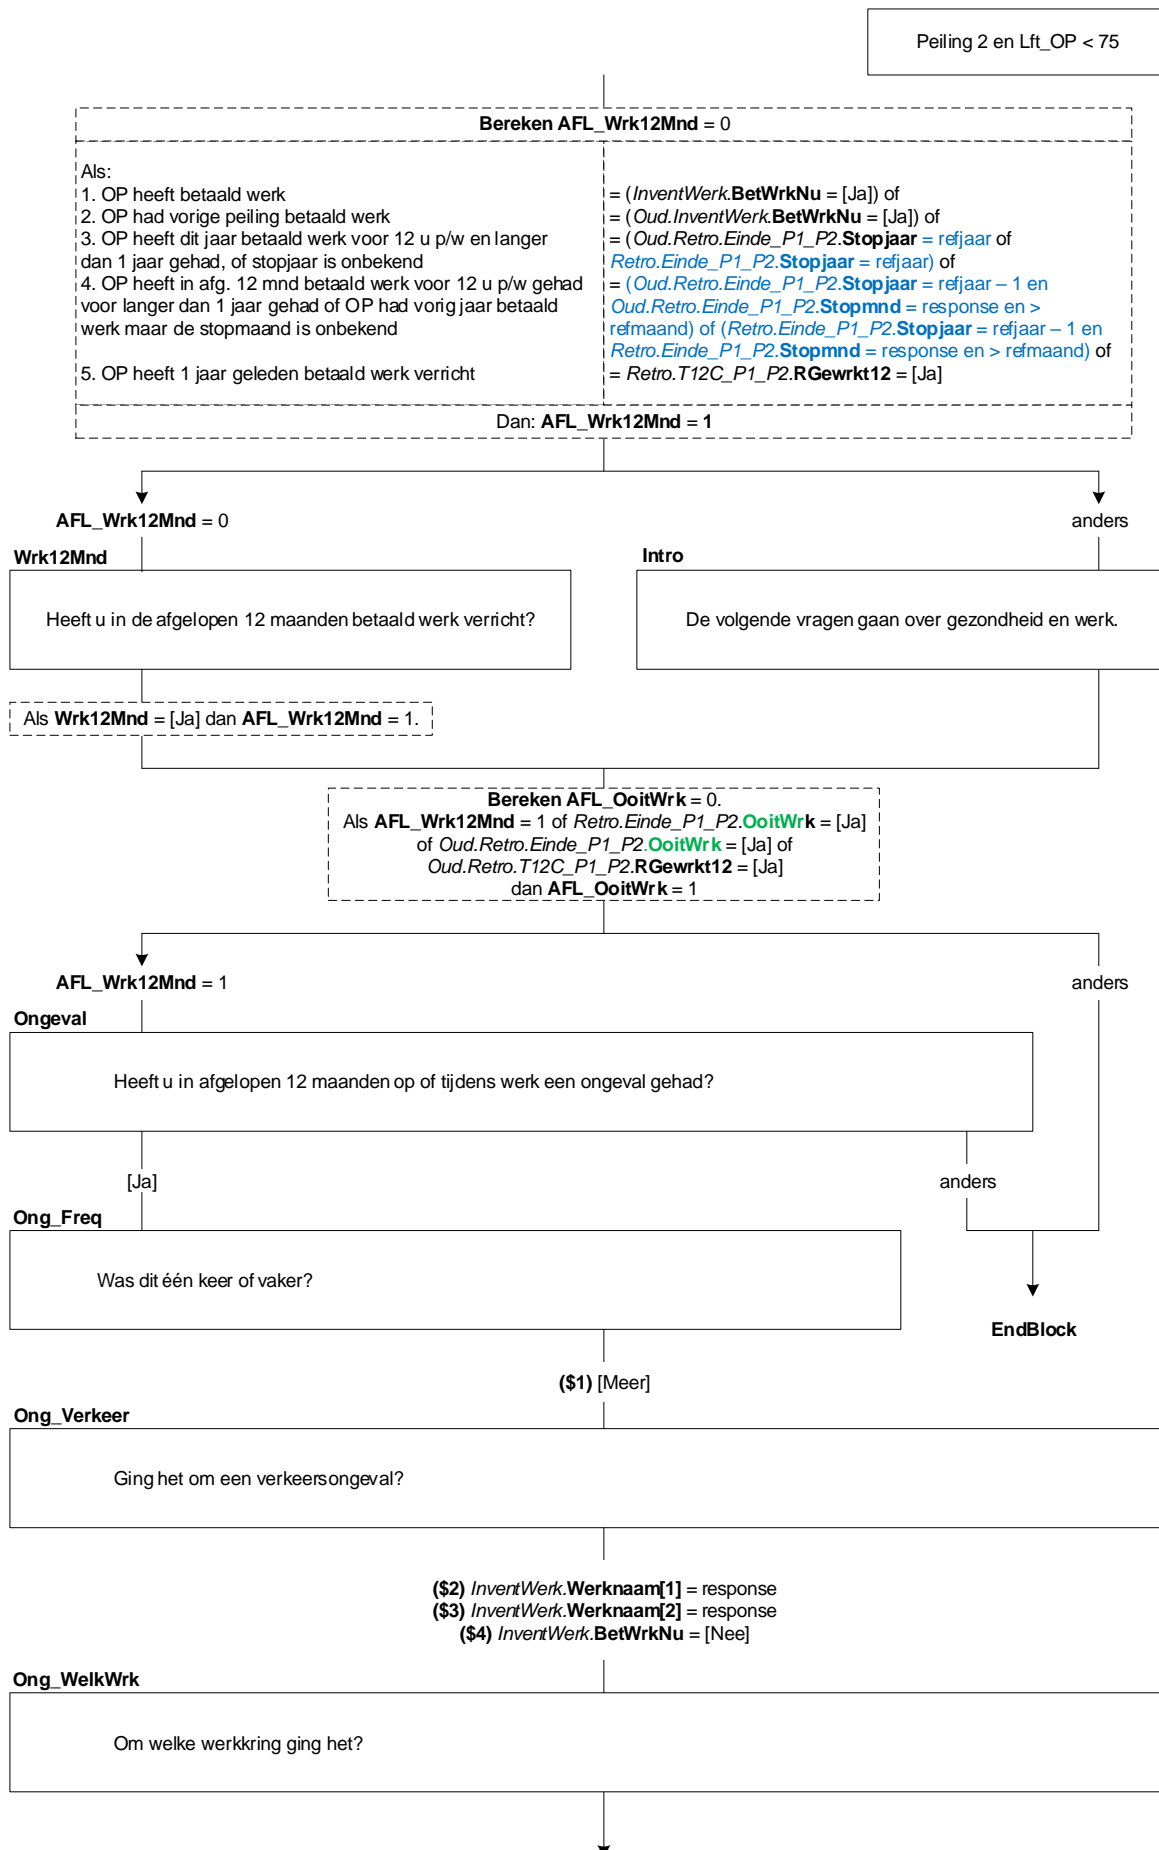 Peiling 2 en Lft_OP < 75
Bereken AFL_Wrk12Mnd = 0
Als:
1. OP heeft betaald werk
2. OP had vorige peiling betaald werk
3. OP heeft dit jaar betaald werk voor 12 u p/w en langer
dan 1 jaar gehad, of stopjaar is onbekend
4. OP heeft in afg. 12 mnd betaald werk voor 12 u p/w gehad
voor langer dan 1 jaar gehad of OP had vorig jaar betaald
werk maar de stopmaand is onbekend
5. OP heeft 1 jaar geleden betaald werk verricht
= (InventWerk.BetWrkNu = [Ja]) of
= (Oud.InventWerk.BetWrkNu = [Ja]) of
= (Oud.Retro.Einde_P1_P2.Stopjaar = refjaar of
Retro.Einde_P1_P2.Stopjaar = refjaar) of
= (Oud.Retro.Einde_P1_P2.Stopjaar = refjaar – 1 en
Oud.Retro.Einde_P1_P2.Stopmnd = response en >
refmaand) of (Retro.Einde_P1_P2.Stopjaar = refjaar – 1 en
Retro.Einde_P1_P2.Stopmnd = response en > refmaand) of
= Retro.T12C_P1_P2.RGewrkt12 = [Ja]
Dan: AFL_Wrk12Mnd = 1
AFL_Wrk12Mnd = 0
anders
Wrk12Mnd
Intro
Heeft u in de afgelopen 12 maanden betaald werk verricht?
De volgende vragen gaan over gezondheid en werk.
Als Wrk12Mnd = [Ja] dan AFL_Wrk12Mnd = 1.
Bereken AFL_OoitWrk = 0.
Als AFL_Wrk12Mnd = 1 of Retro.Einde_P1_P2.OoitWrk = [Ja]
of Oud.Retro.Einde_P1_P2.OoitWrk = [Ja] of
Oud.Retro.T12C_P1_P2.RGewrkt12 = [Ja]
dan AFL_OoitWrk = 1
AFL_Wrk12Mnd = 1
anders
Ongeval
Heeft u in afgelopen 12 maanden op of tijdens werk een ongeval gehad?
[Ja]
anders
Ong_Freq
Was dit één keer of vaker?
EndBlock
($1) [Meer]
Ong_Verkeer
Ging het om een verkeersongeval?
($2) InventWerk.Werknaam[1] = response
($3) InventWerk.Werknaam[2] = response
($4) InventWerk.BetWrkNu = [Nee]
Ong_WelkWrk
Om welke werkkring ging het?